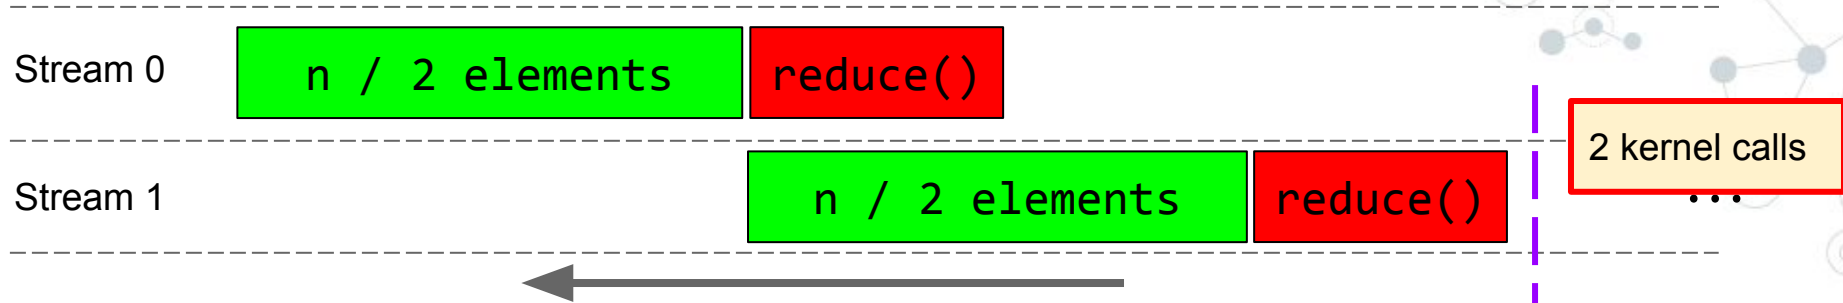 Stream 0
n / 2 elements
reduce()
2 kernel calls
Stream 1
n / 2 elements
reduce()
...